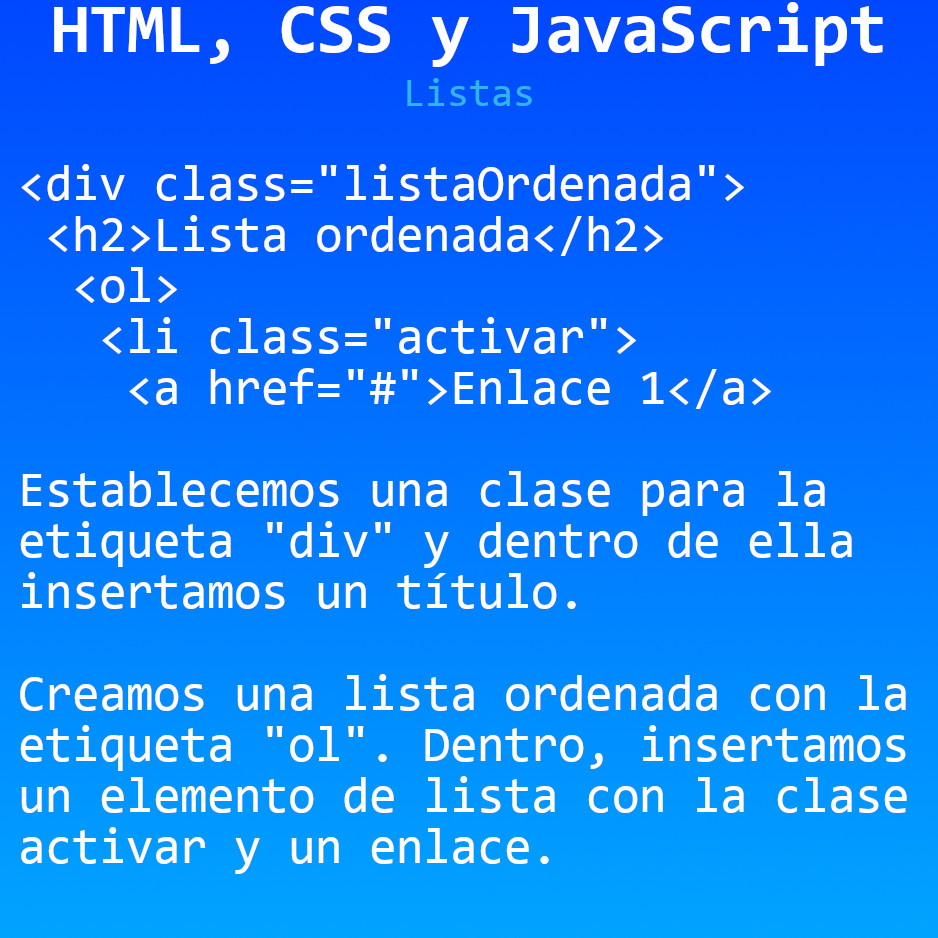 HTML, CSS y JavaScript
Listas
<div class="listaOrdenada">
<h2>Lista ordenada</h2>
<ol>
<li class="activar">
<a href="#">Enlace 1</a>
Establecemos una clase para la
etiqueta "div" y dentro de ella
insertamos un título.
Creamos una lista ordenada con la
etiqueta "ol". Dentro, insertamos
un elemento de lista con la clase
activar y un enlace.